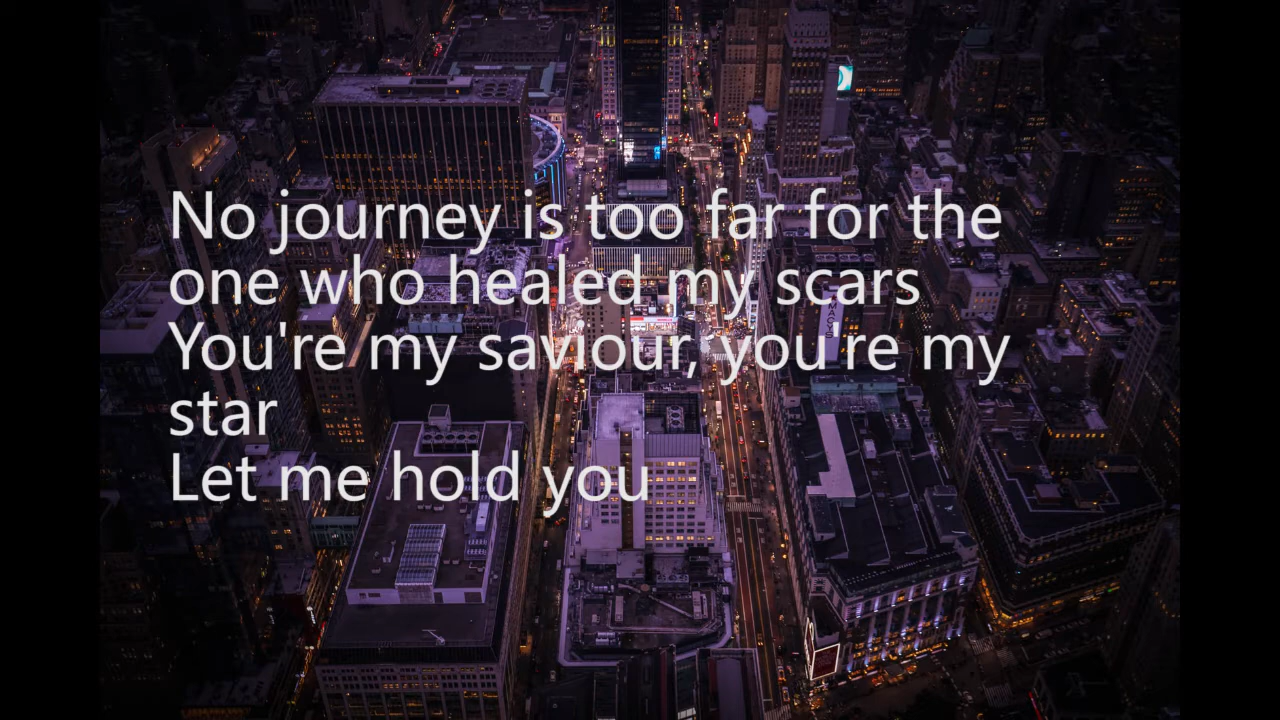 No journey is too far for the
one who healed my scars
You're my saviour, you're my
star
Let me hold you
MACY'S